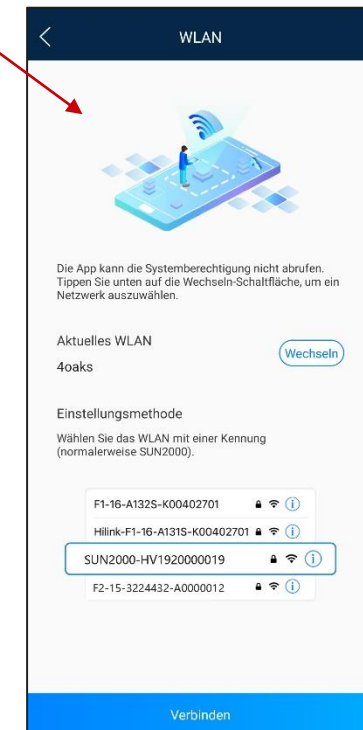 WLAN
Die App kann die Systemberechtigung nicht abrufen.
Tippen Sie unten auf die Wechseln-Schaltfläche, um ein
Netzwerk auszuwählen.
Aktuelles WLAN
Wechseln
4oaks
Einstellungsmethode
Wählen Sie das WLAN mit einer Kennung
(normalerweise SUN2000).
F1-16-A132S-K00402701
Hilink-F1-16-A131S-K00402701
SUN2000-HV1920000019
F2-15-3224432-A0000012
Verbinden